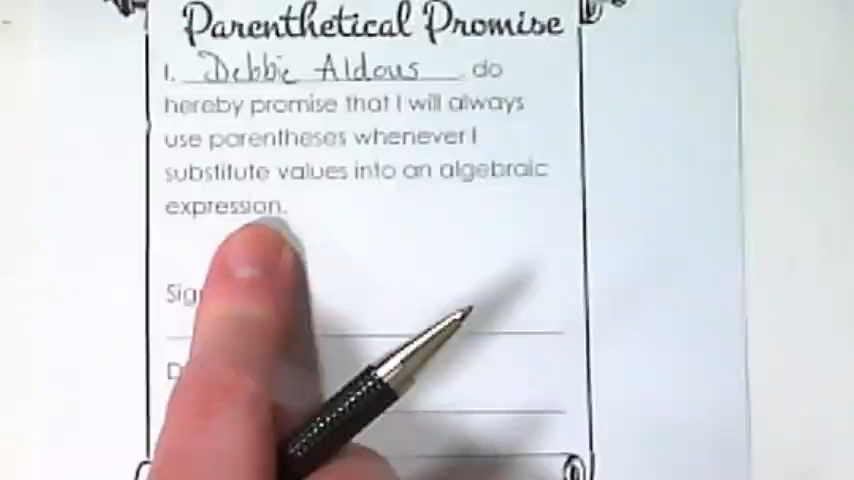 Parenthetical Promise
I, Debbie Aldous, do
hereby promise that I will always
use parentheses whenever I
substitute values into an algebraic
expression.